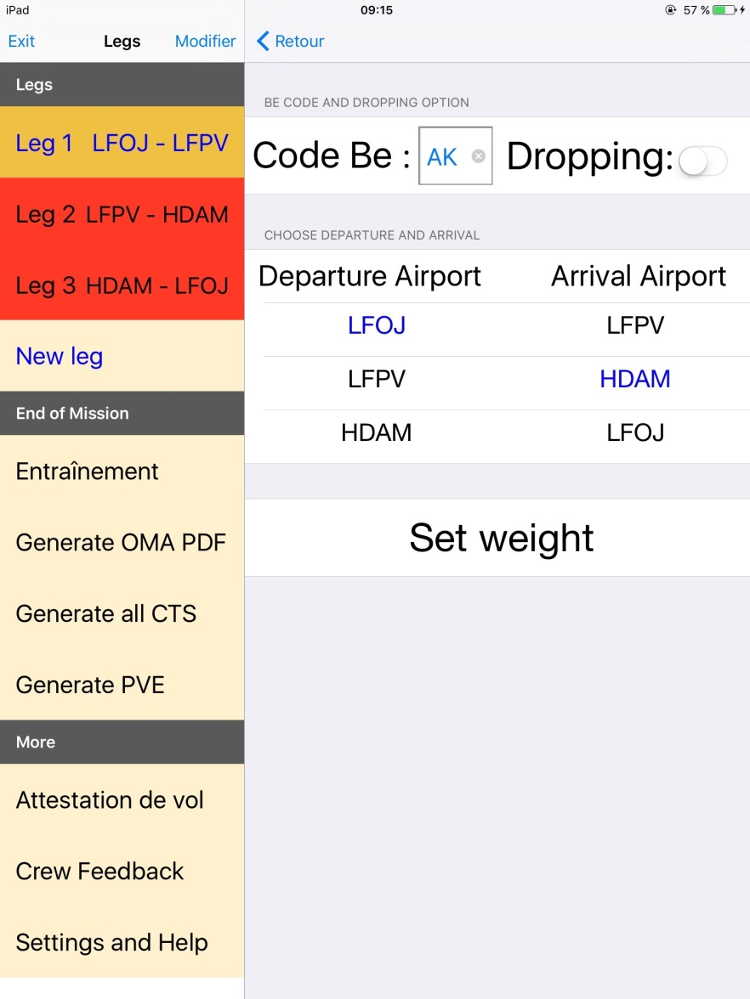 iPad 09:15 57 %
Exit Legs Modifier
Legs
Leg 1 LFOJ - LFPV
Leg 2 LFPV - HDAM
Leg 3 HDAM - LFOJ
New leg
End of Mission
Entraînement
Generate OMA PDF
Generate all CTS
Generate PVE
More
Attestation de vol
Crew Feedback
Settings and Help
Retour
BE CODE AND DROPPING OPTION
Code Be : AK Dropping:
CHOOSE DEPARTURE AND ARRIVAL
Departure Airport Arrival Airport
LFOJ LFPV
LFPV HDAM
HDAM LFOJ
Set weight